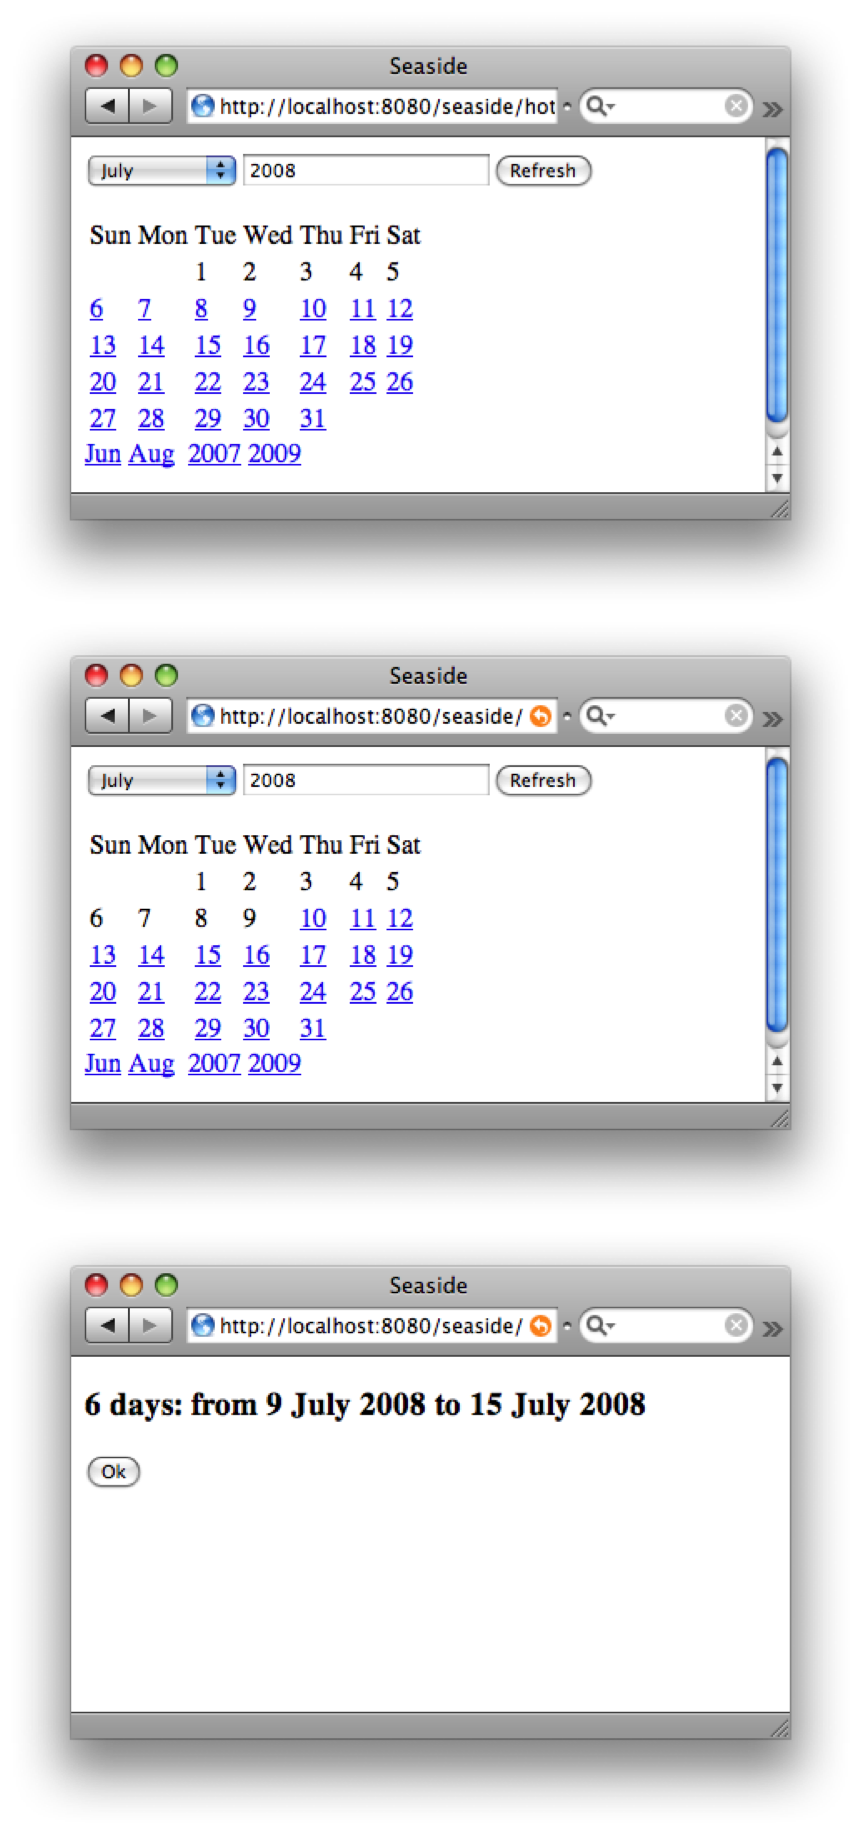 Seaside
http://localhost:8080/seaside/hot
July 2008 Refresh
Sun Mon Tue Wed Thu Fri Sat
1 2 3 4 5
6 7 8 9 10 11 12
13 14 15 16 17 18 19
20 21 22 23 24 25 26
27 28 29 30 31
Jun Aug 2007 2009
Seaside
http://localhost:8080/seaside/
July 2008 Refresh
Sun Mon Tue Wed Thu Fri Sat
1 2 3 4 5
6 7 8 9 10 11 12
13 14 15 16 17 18 19
20 21 22 23 24 25 26
27 28 29 30 31
Jun Aug 2007 2009
Seaside
http://localhost:8080/seaside/
6 days: from 9 July 2008 to 15 July 2008
Ok